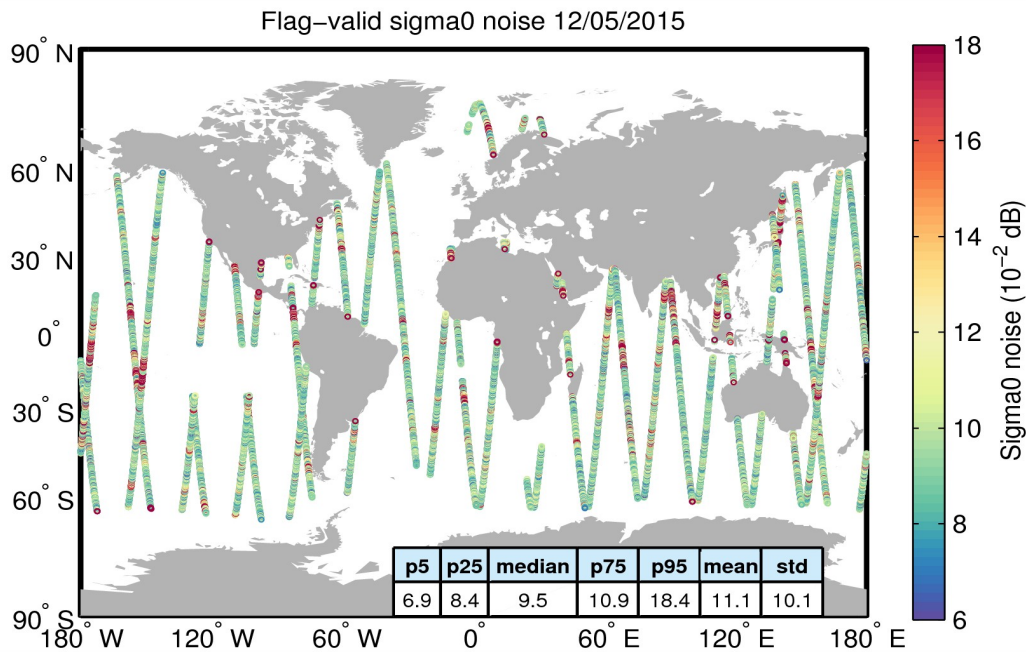 Flag−valid sigma0 noise 12/05/2015
90° N
60° N
30° N
0°
30° S
60° S
90° S
180° W
120° W
60° W
0°
60° E
120° E
180° E
p5 p25 median p75 p95 mean std
6.9 8.4 9.5 10.9 18.4 11.1 10.1
18
16
14
12
10
8
6
Sigma0 noise (10⁻² dB)